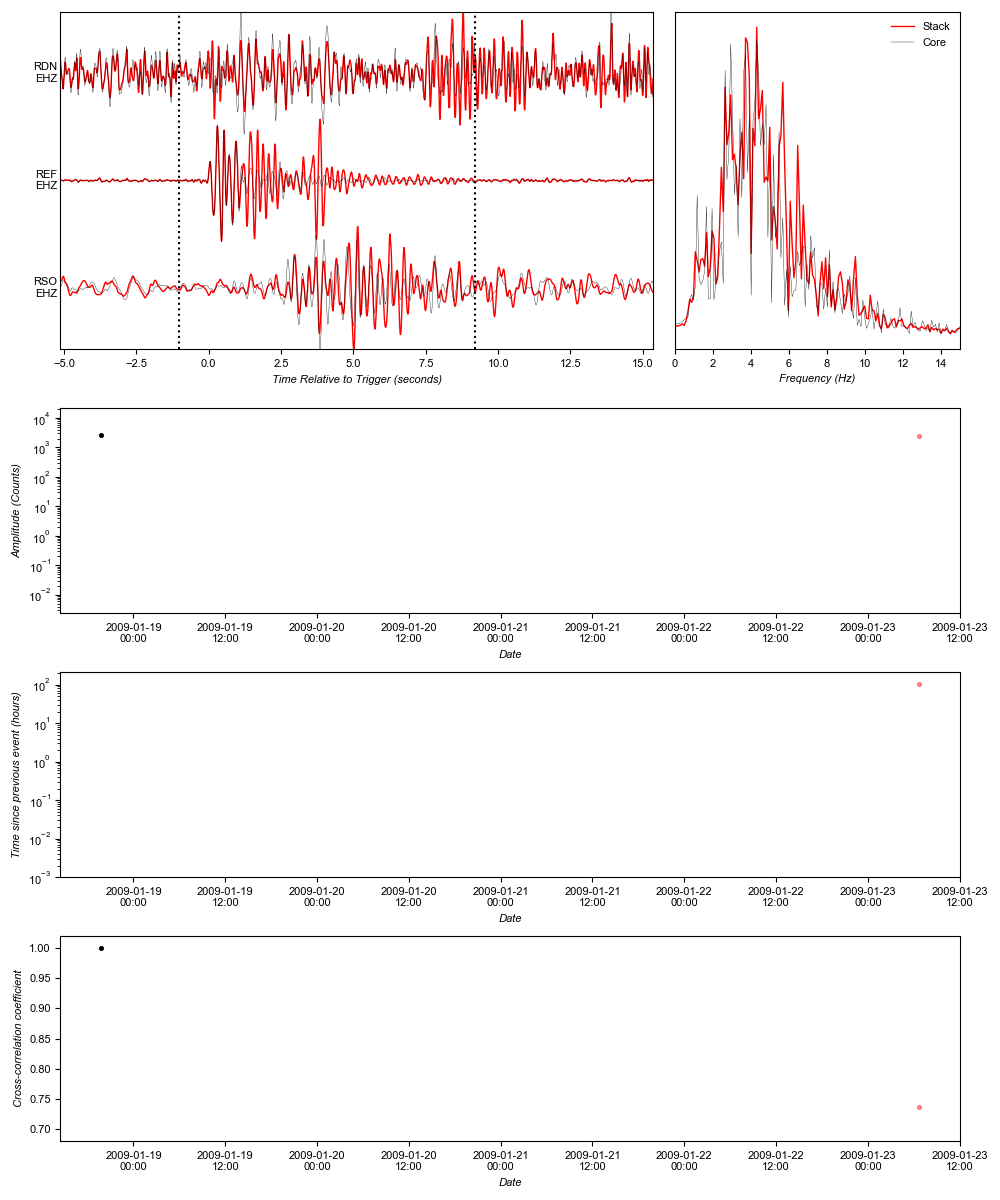 RDN
EHZ
REF
EHZ
RSO
EHZ
−5.0 −2.5 0.0 2.5 5.0 7.5 10.0 12.5 15.0
Time Relative to Trigger (seconds)
Stack
Core
0 2 4 6 8 10 12 14
Frequency (Hz)
10⁴
10³
10²
10¹
10⁰
10⁻¹
10⁻²
Amplitude (Counts)
2009-01-19 2009-01-19 2009-01-20 2009-01-20 2009-01-21 2009-01-21 2009-01-22 2009-01-22 2009-01-23 2009-01-23
00:00 12:00 00:00 12:00 00:00 12:00 00:00 12:00 00:00 12:00
Date
10²
10¹
10⁰
10⁻¹
10⁻²
10⁻³
Time since previous event (hours)
2009-01-19 2009-01-19 2009-01-20 2009-01-20 2009-01-21 2009-01-21 2009-01-22 2009-01-22 2009-01-23 2009-01-23
00:00 12:00 00:00 12:00 00:00 12:00 00:00 12:00 00:00 12:00
Date
1.00
0.95
0.90
0.85
0.80
0.75
0.70
Cross-correlation coefficient
2009-01-19 2009-01-19 2009-01-20 2009-01-20 2009-01-21 2009-01-21 2009-01-22 2009-01-22 2009-01-23 2009-01-23
00:00 12:00 00:00 12:00 00:00 12:00 00:00 12:00 00:00 12:00
Date